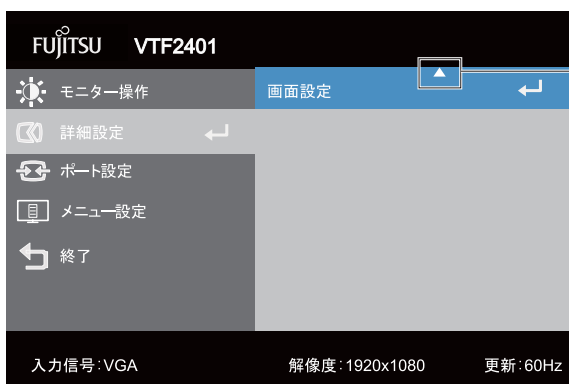 FUJITSU VTF2401
モニター操作
画面設定
詳細設定
ポート設定
メニュー設定
終了
入力信号:VGA 解像度:1920x1080 更新:60Hz